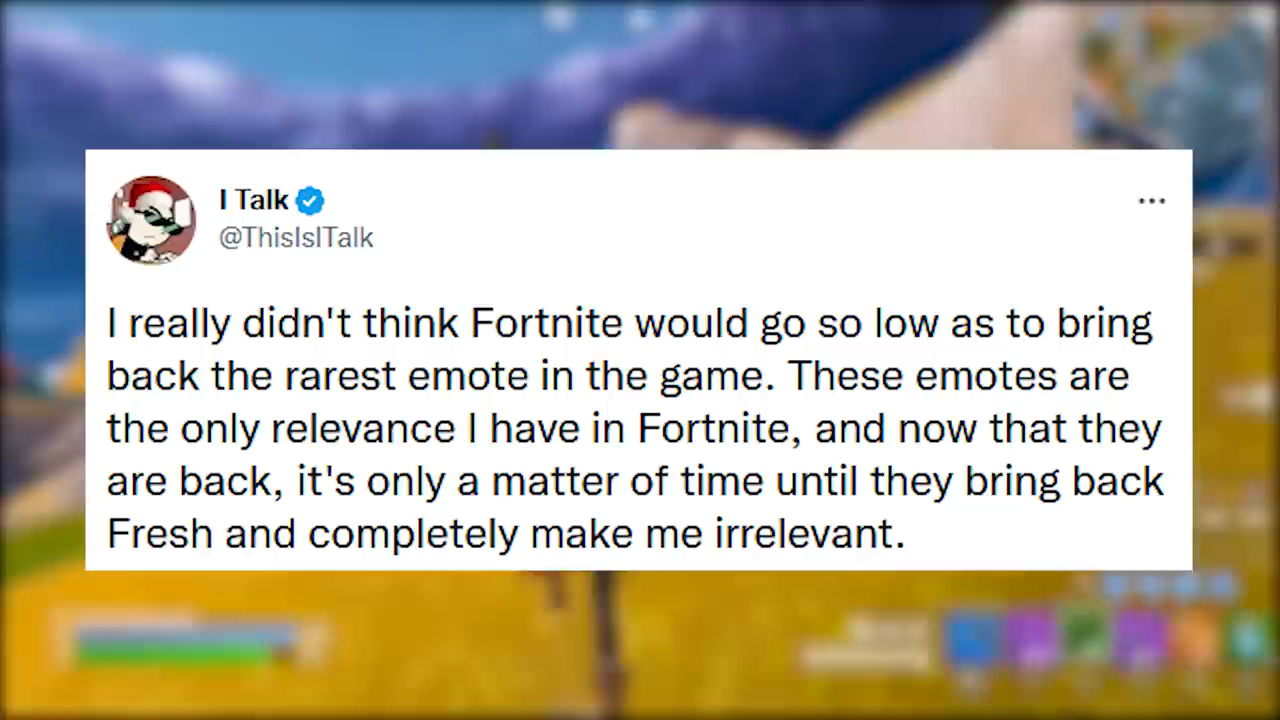 I Talk
@ThisIsITalk
I really didn't think Fortnite would go so low as to bring
back the rarest emote in the game. These emotes are
the only relevance I have in Fortnite, and now that they
are back, it's only a matter of time until they bring back
Fresh and completely make me irrelevant.